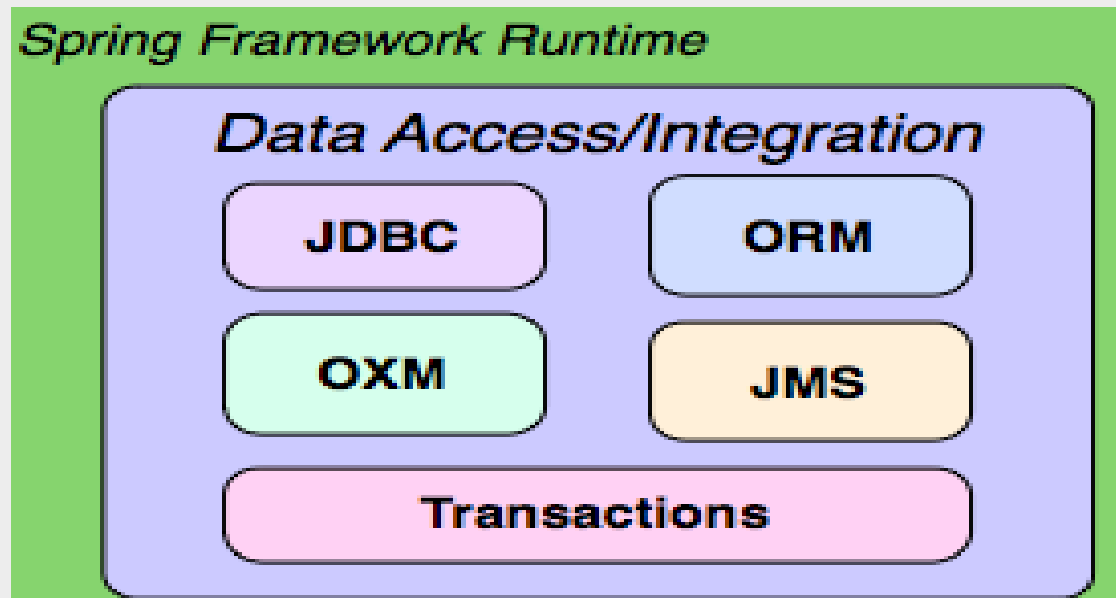 Spring Framework Runtime
Data Access/Integration
JDBC
ORM
OXM
JMS
Transactions